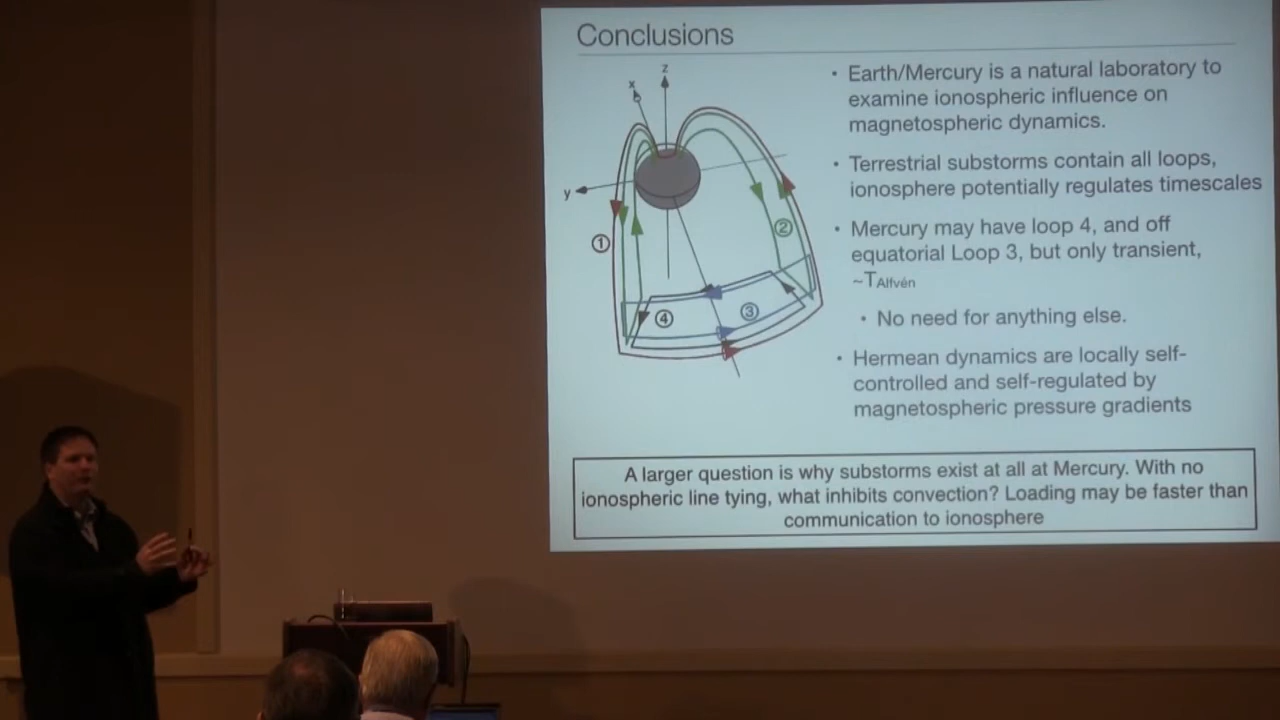 Conclusions
z
x
y
①
②
③
④
• Earth/Mercury is a natural laboratory to
examine ionospheric influence on
magnetospheric dynamics.
• Terrestrial substorms contain all loops,
ionosphere potentially regulates timescales
• Mercury may have loop 4, and off
equatorial Loop 3, but only transient,
~TAlfvén
• No need for anything else.
• Hermean dynamics are locally self-
controlled and self-regulated by
magnetospheric pressure gradients
A larger question is why substorms exist at all at Mercury. With no
ionospheric line tying, what inhibits convection? Loading may be faster than
communication to ionosphere